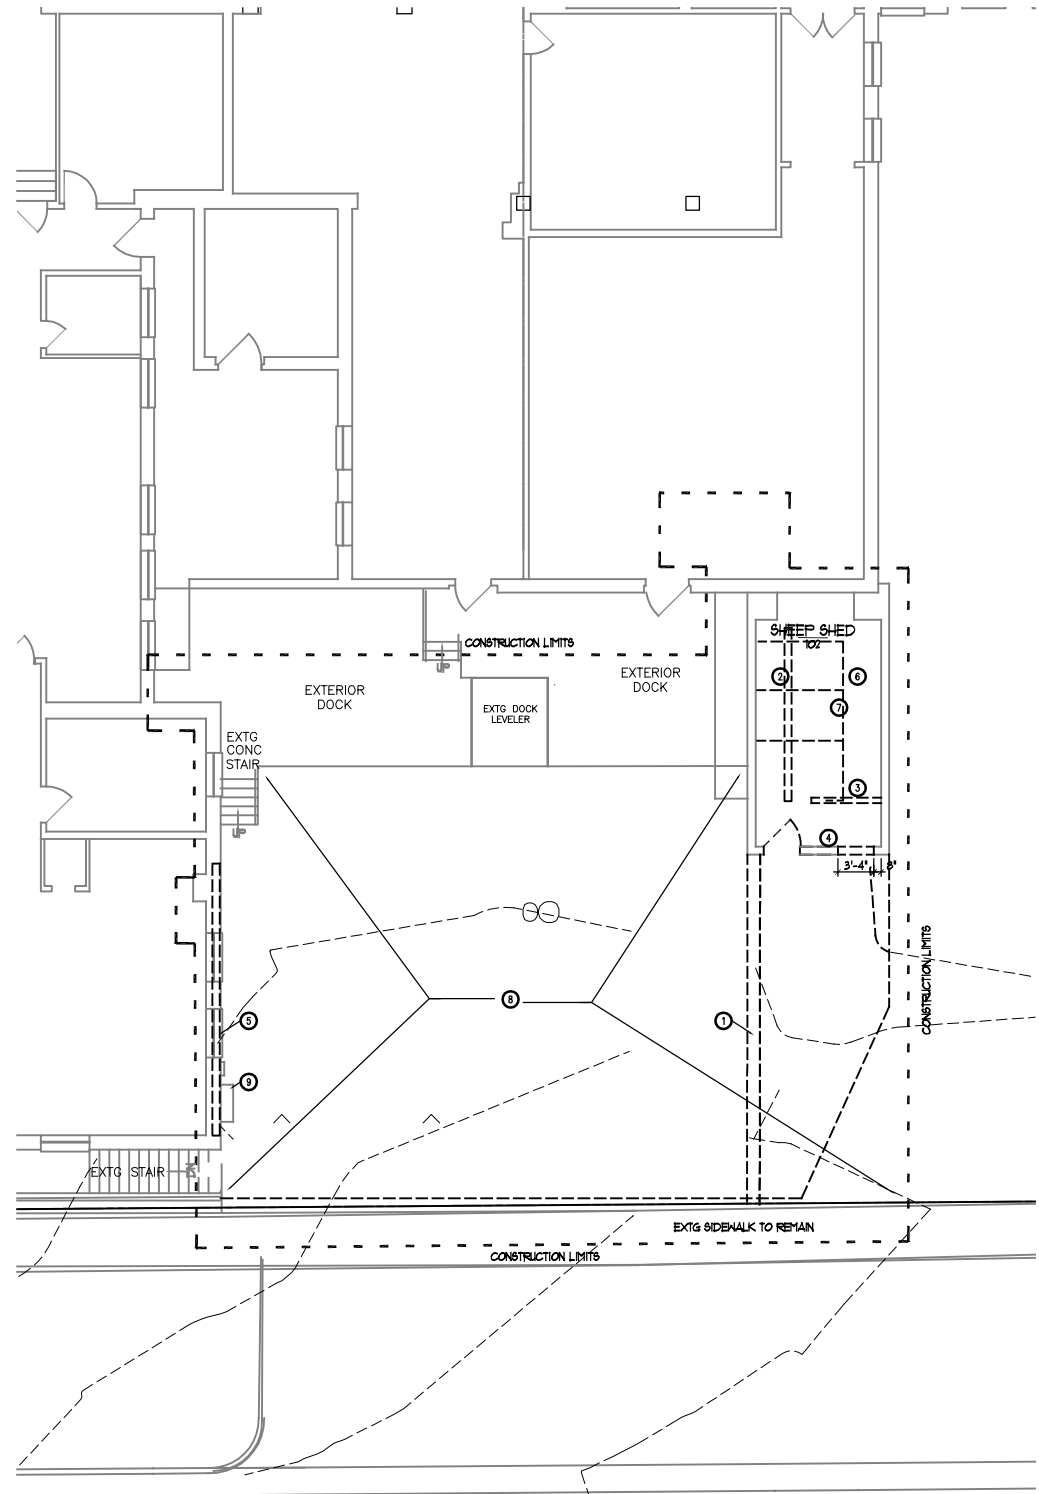 CONSTRUCTION LIMITS
UP
EXTERIOR
DOCK
EXTERIOR
DOCK
EXTG DOCK
LEVELER
EXTG
CONC
STAIR
UP
SHEEP SHED
102
2
6
7
3
4
3'-4"
8"
8
5
1
9
CONSTRUCTION LIMITS
EXTG STAIR
EXTG SIDEWALK TO REMAIN
CONSTRUCTION LIMITS